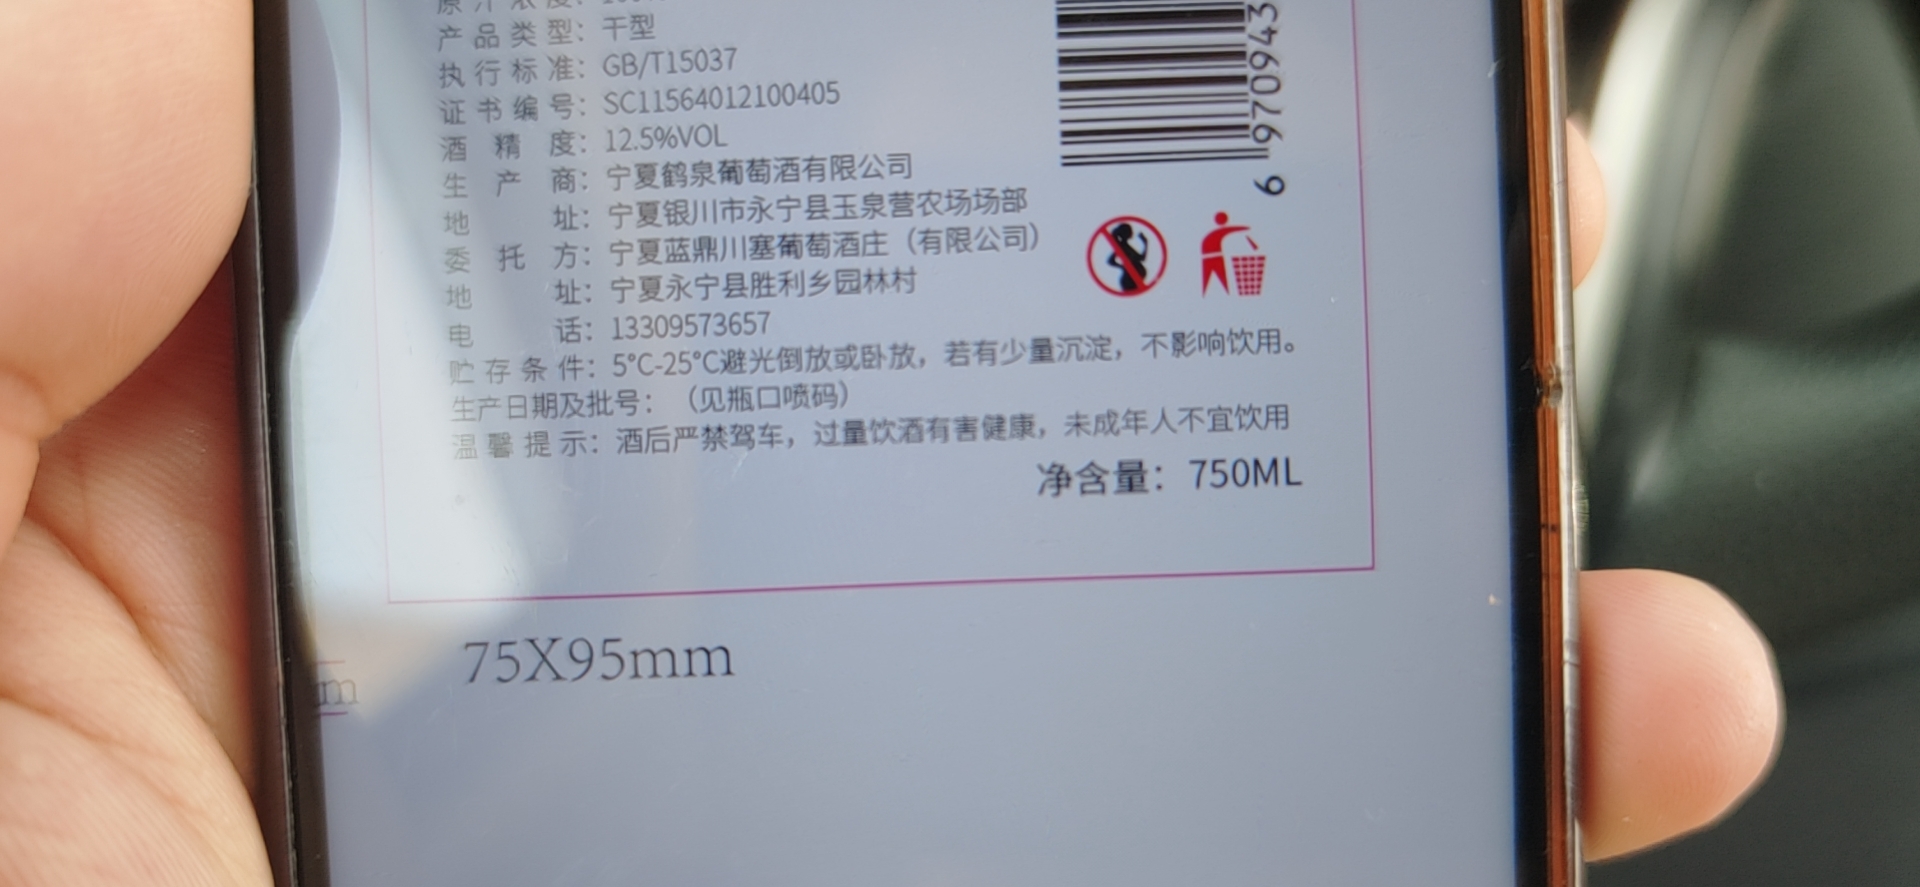 原汁浓度：
产品类型：干型
执行标准：GB/T15037
证书编号：SC11564012100405
酒精度：12.5%VOL
生产商：宁夏鹤泉葡萄酒有限公司
地址：宁夏银川市永宁县玉泉营农场场部
委托方：宁夏蓝鼎川塞葡萄酒庄（有限公司）
地址：宁夏永宁县胜利乡园林村
电话：13309573657
贮存条件：5°C-25°C避光倒放或卧放，若有少量沉淀，不影响饮用。
生产日期及批号：（见瓶口喷码）
温馨提示：酒后严禁驾车，过量饮酒有害健康，未成年人不宜饮用
净含量：750ML
6 970943
75X95mm
m